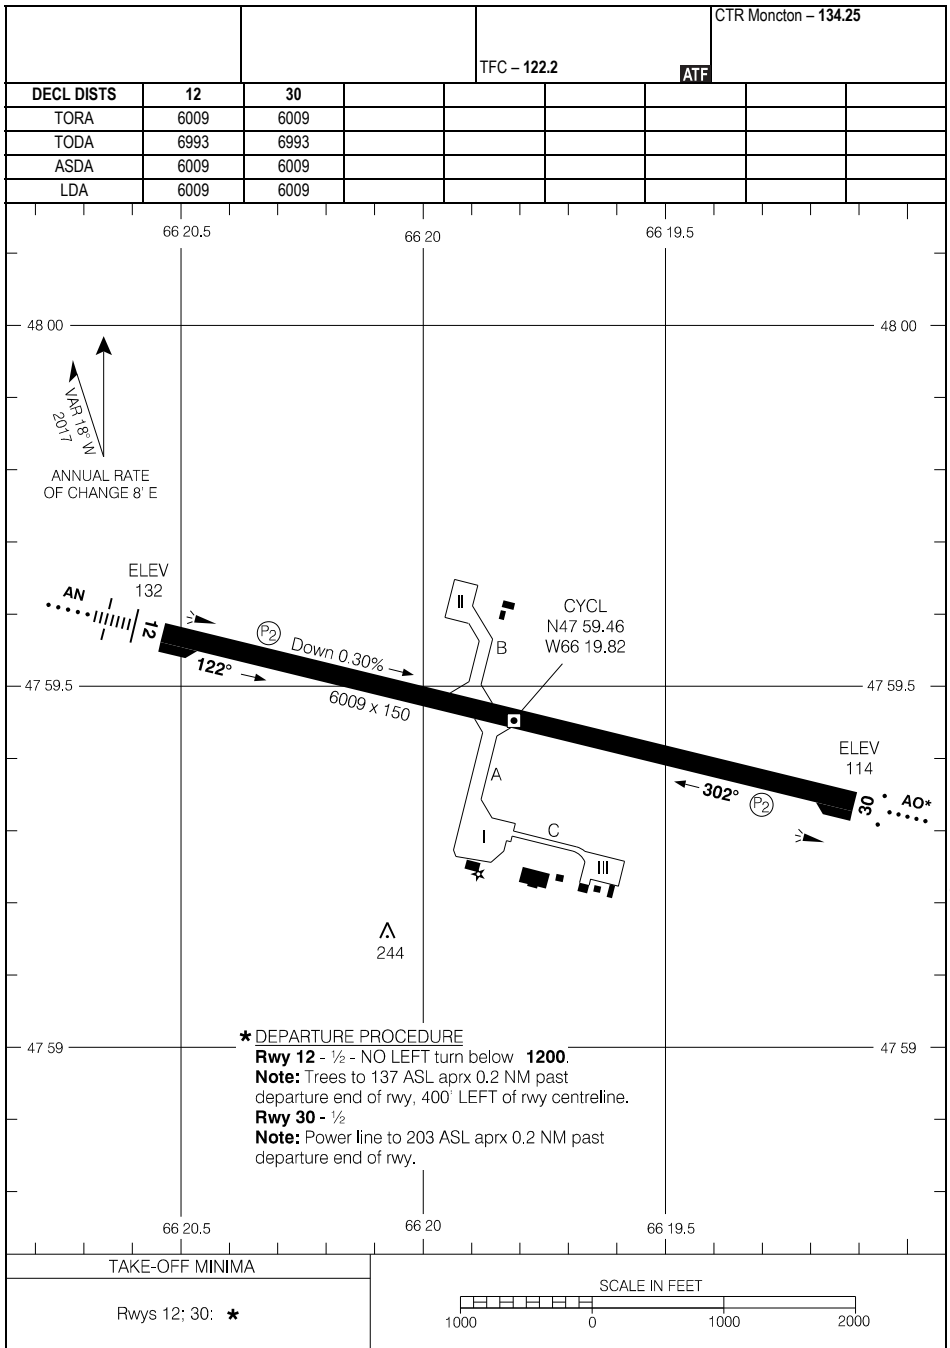 CTR Moncton – 134.25
TFC – 122.2
ATF
DECL DISTS 12 30
TORA 6009 6009
TODA 6993 6993
ASDA 6009 6009
LDA 6009 6009
66 20.5 66 20 66 19.5
48 00 48 00
VAR 18° W
2017
ANNUAL RATE
OF CHANGE 8' E
ELEV
132
AN
12
P2
Down 0.30%
122°
6009 x 150
II
B
CYCL
N47 59.46
W66 19.82
47 59.5 47 59.5
ELEV
114
A
302°
P2
30
AO*
I
C
III
244
47 59 47 59
* DEPARTURE PROCEDURE
Rwy 12 - ½ - NO LEFT turn below 1200.
Note: Trees to 137 ASL aprx 0.2 NM past
departure end of rwy, 400' LEFT of rwy centreline.
Rwy 30 - ½
Note: Power line to 203 ASL aprx 0.2 NM past
departure end of rwy.
66 20.5 66 20 66 19.5
TAKE-OFF MINIMA
Rwys 12; 30: *
SCALE IN FEET
1000 0 1000 2000